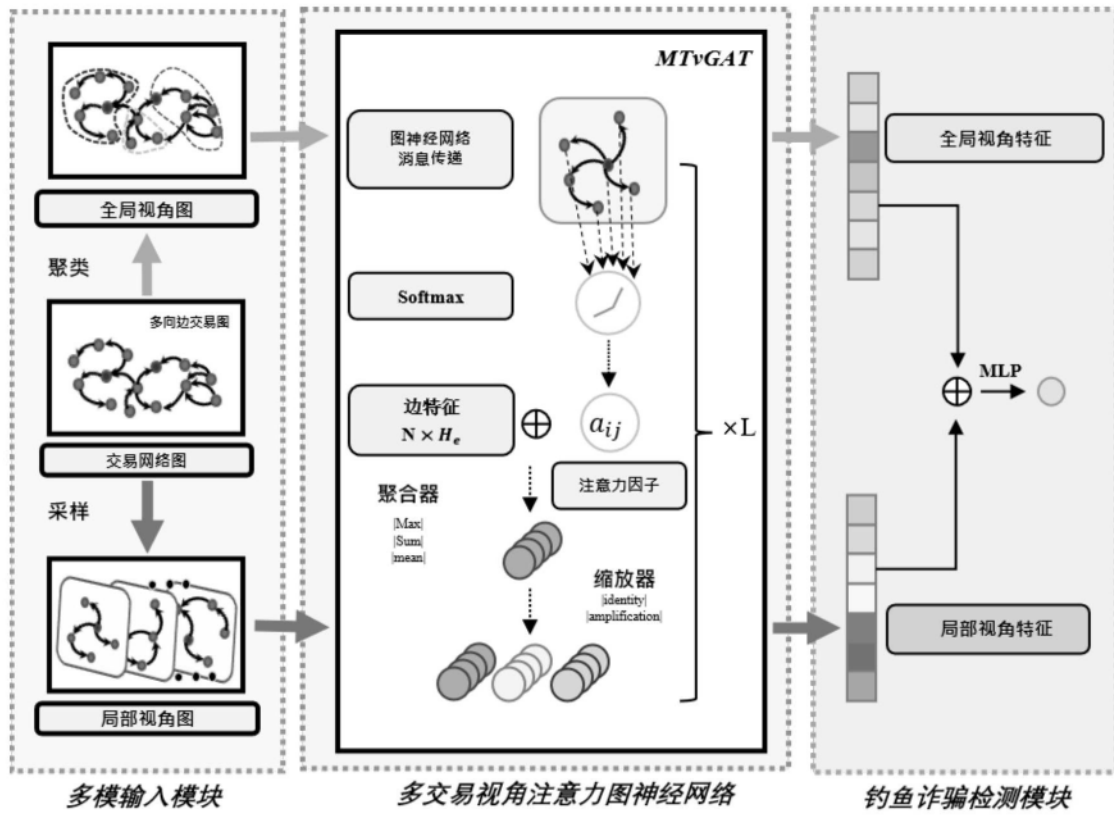 全局视角图
聚类
多向边交易图
交易网络图
采样
局部视角图
多模输入模块
MTvGAT
图神经网络
消息传递
Softmax
边特征
N × H_e
a_{ij}
×L
注意力因子
聚合器
|Max|
|Sum|
|mean|
缩放器
|identity|
|amplification|
多交易视角注意力图神经网络
全局视角特征
MLP
局部视角特征
钓鱼诈骗检测模块